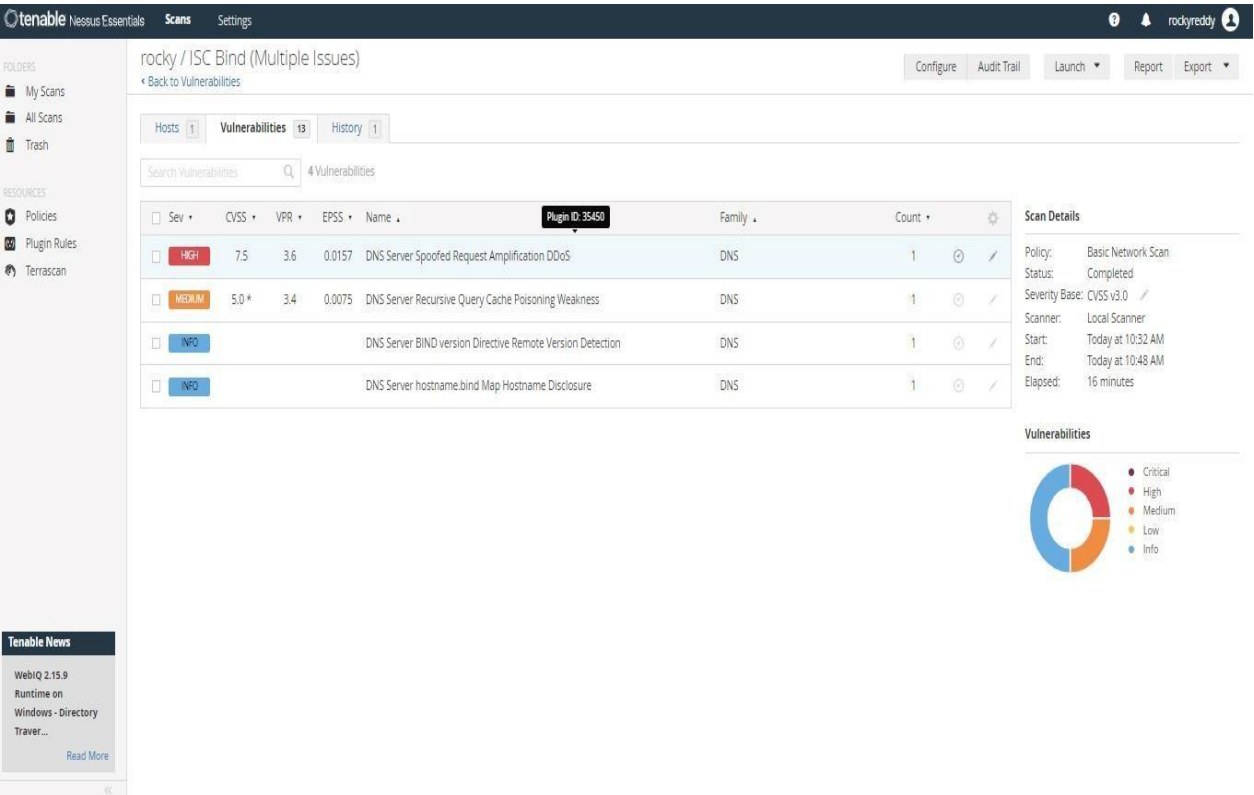 tenable Nessus Essentials Scans Settings rockyreddy
FOLDERS
My Scans
All Scans
Trash
RESOURCES
Policies
Plugin Rules
Terrascan
Tenable News
WebIQ 2.15.9
Runtime on
Windows - Directory
Traver...
Read More
rocky / ISC Bind (Multiple Issues)
‹ Back to Vulnerabilities
Configure Audit Trail Launch ▼ Report Export ▼
Hosts 1 Vulnerabilities 13 History 1
Search Vulnerabilities 4 Vulnerabilities
Sev CVSS VPR EPSS Name Family Count
Plugin ID: 35450
HIGH 7.5 3.6 0.0157 DNS Server Spoofed Request Amplification DDoS DNS 1
MEDIUM 5.0 * 3.4 0.0075 DNS Server Recursive Query Cache Poisoning Weakness DNS 1
INFO DNS Server BIND version Directive Remote Version Detection DNS 1
INFO DNS Server hostname.bind Map Hostname Disclosure DNS 1
Scan Details
Policy: Basic Network Scan
Status: Completed
Severity Base: CVSS v3.0
Scanner: Local Scanner
Start: Today at 10:32 AM
End: Today at 10:48 AM
Elapsed: 16 minutes
Vulnerabilities
Critical
High
Medium
Low
Info